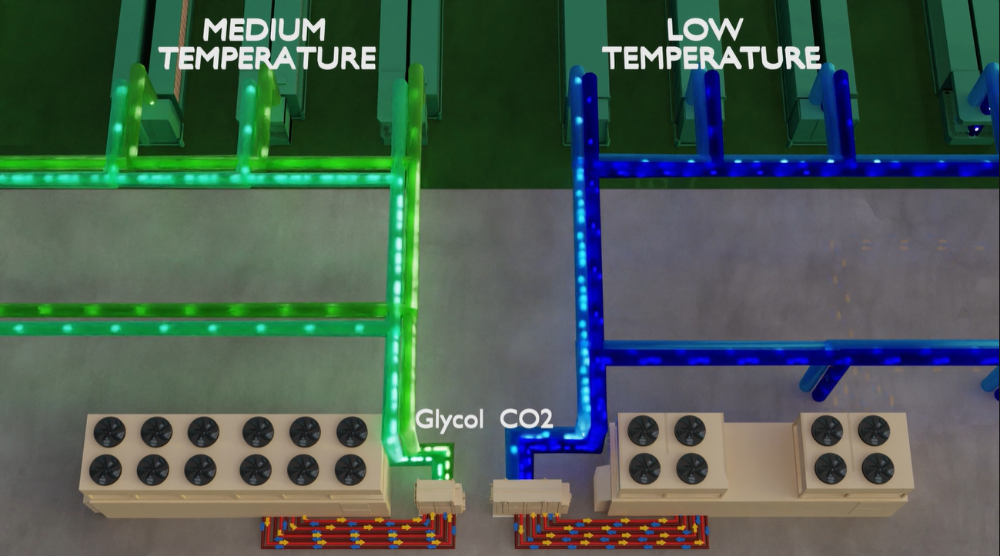 MEDIUM
TEMPERATURE
LOW
TEMPERATURE
Glycol
CO2